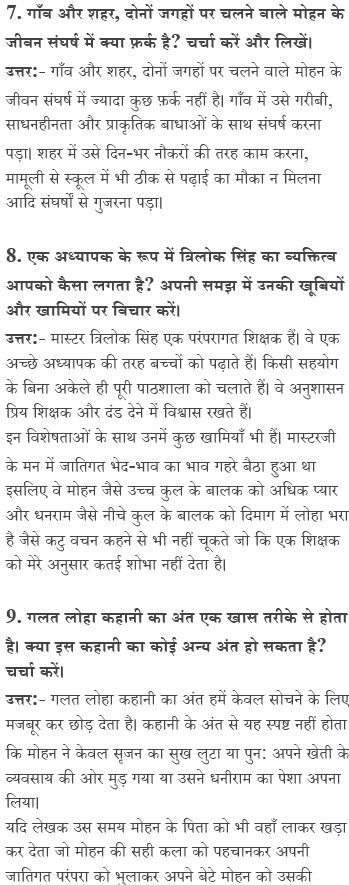 7. गाँव और शहर, दोनों जगहों पर चलने वाले मोहन के
जीवन संघर्ष में क्या फ़र्क है? चर्चा करें और लिखें।
उत्तर:- गाँव और शहर, दोनों जगहों पर चलने वाले मोहन के
जीवन संघर्ष में ज्यादा कुछ फ़र्क नहीं है। गाँव में उसे गरीबी,
साधनहीनता और प्राकृतिक बाधाओं के साथ संघर्ष करना
पड़ा। शहर में उसे दिन-भर नौकरों की तरह काम करना,
मामूली से स्कूल में भी ठीक से पढ़ाई का मौका न मिलना
आदि संघर्षों से गुजरना पड़ा।
8. एक अध्यापक के रूप में त्रिलोक सिंह का व्यक्तित्व
आपको कैसा लगता है? अपनी समझ में उनकी खूबियों
और खामियों पर विचार करें।
उत्तर:- मास्टर त्रिलोक सिंह एक परंपरागत शिक्षक हैं। वे एक
अच्छे अध्यापक की तरह बच्चों को पढ़ाते हैं। किसी सहयोग
के बिना अकेले ही पूरी पाठशाला को चलाते हैं। वे अनुशासन
प्रिय शिक्षक और दंड देने में विश्वास रखते हैं।
इन विशेषताओं के साथ उनमें कुछ खामियाँ भी हैं। मास्टरजी
के मन में जातिगत भेद-भाव का भाव गहरे बैठा हुआ था
इसलिए वे मोहन जैसे उच्च कुल के बालक को अधिक प्यार
और धनराम जैसे नीचे कुल के बालक को दिमाग में लोहा भरा
है जैसे कटु वचन कहने से भी नहीं चूकते जो कि एक शिक्षक
को मेरे अनुसार कतई शोभा नहीं देता है।
9. गलत लोहा कहानी का अंत एक खास तरीके से होता
है। क्या इस कहानी का कोई अन्य अंत हो सकता है?
चर्चा करें।
उत्तर:- गलत लोहा कहानी का अंत हमें केवल सोचने के लिए
मजबूर कर छोड़ देता है। कहानी के अंत से यह स्पष्ट नहीं होता
कि मोहन ने केवल सृजन का सुख लुटा या पुन: अपने खेती के
व्यवसाय की ओर मुड़ गया या उसने धनीराम का पेशा अपना
लिया।
यदि लेखक उस समय मोहन के पिता को भी वहाँ लाकर खड़ा
कर देता जो मोहन की सही कला को पहचानकर अपनी
जातिगत परंपरा को भुलाकर अपने बेटे मोहन को उसकी